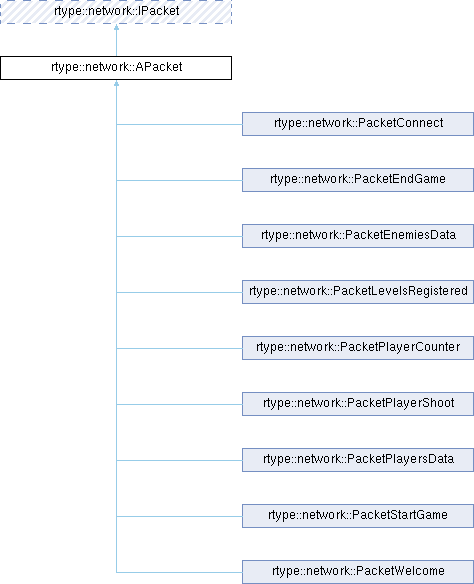 rtype::network::IPacket
rtype::network::APacket
rtype::network::PacketConnect
rtype::network::PacketEndGame
rtype::network::PacketEnemiesData
rtype::network::PacketLevelsRegistered
rtype::network::PacketPlayerCounter
rtype::network::PacketPlayerShoot
rtype::network::PacketPlayersData
rtype::network::PacketStartGame
rtype::network::PacketWelcome